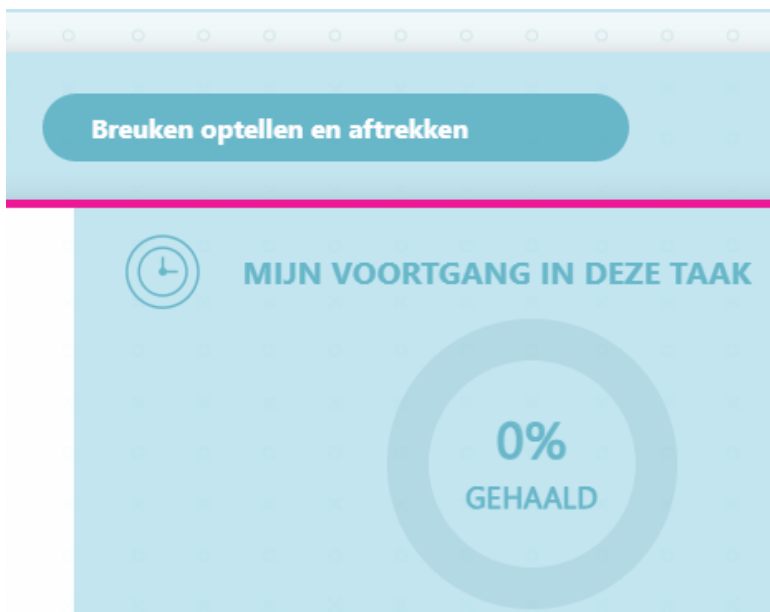 Breuken optellen en aftrekken
MIJN VOORTGANG IN DEZE TAAK
0%
GEHAALD